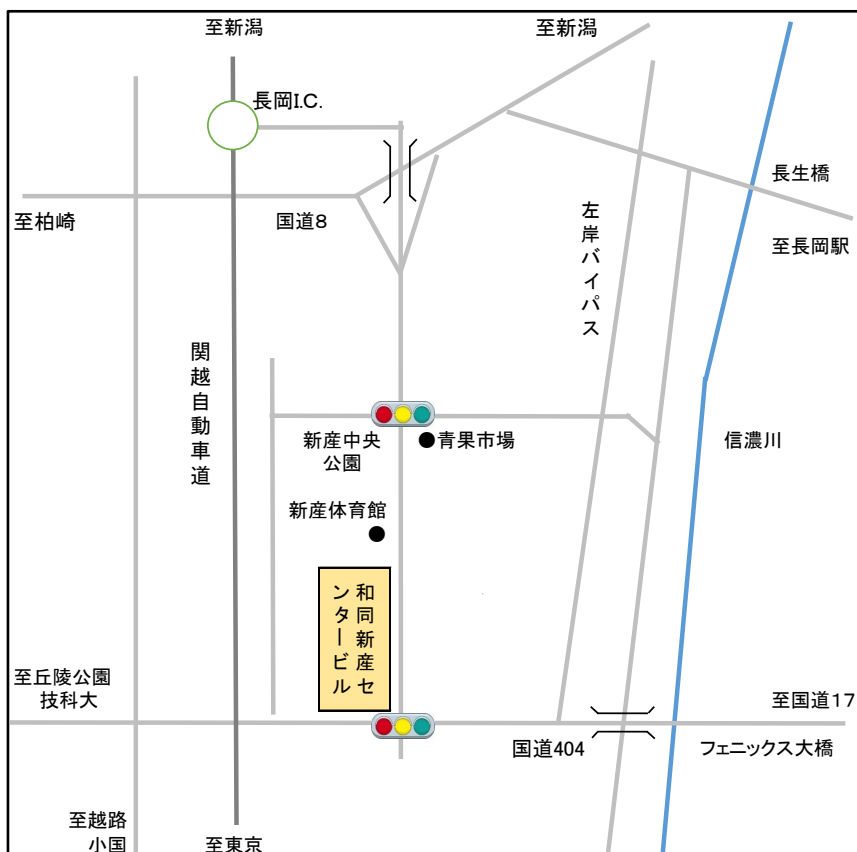 至新潟
至新潟
長岡I.C.
長生橋
至柏崎
国道8
至長岡駅
左岸バイパス
関越自動車道
新産中央
公園
青果市場
信濃川
新産体育館
和同新産セ
ンタービル
至丘陵公園
技科大
至国道17
国道404
フェニックス大橋
至越路
小国
至東京